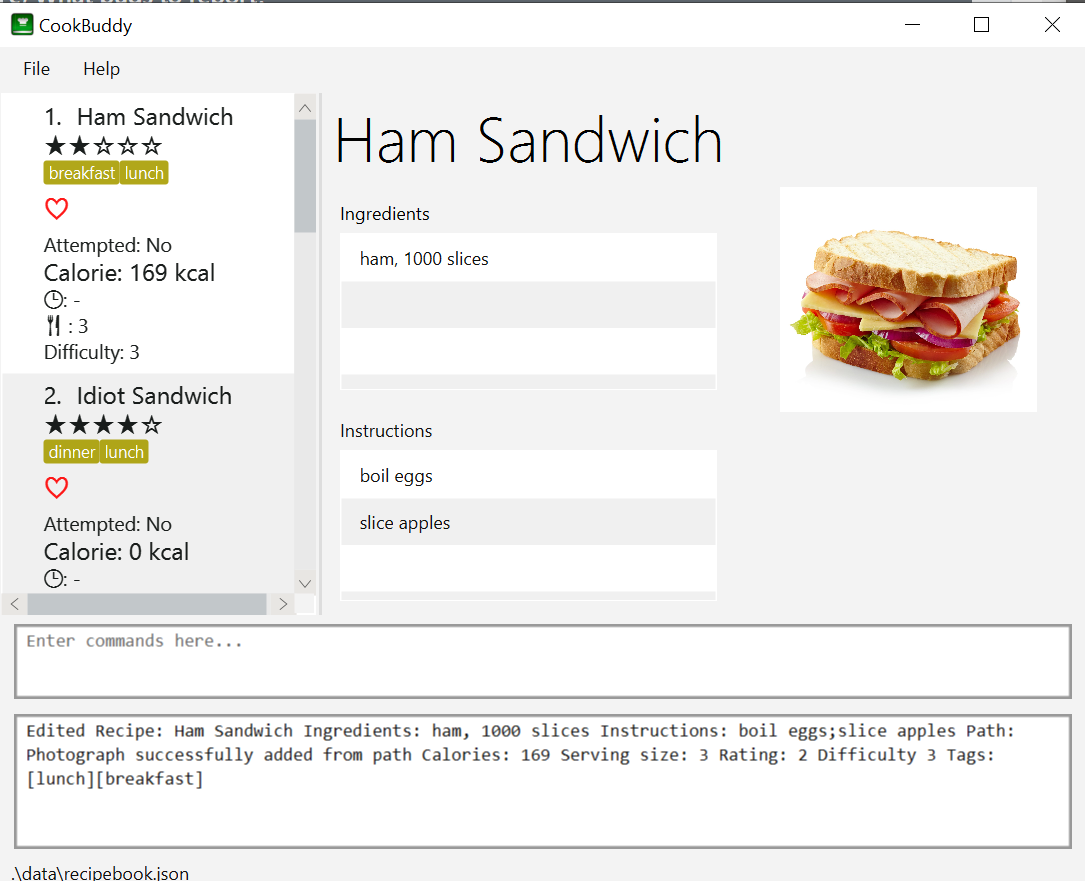 CookBuddy
File Help
1. Ham Sandwich
★★☆☆☆
breakfast lunch
Attempted: No
Calorie: 169 kcal
: -
: 3
Difficulty: 3
2. Idiot Sandwich
★★★★☆
dinner lunch
Attempted: No
Calorie: 0 kcal
: -
Ham Sandwich
Ingredients
ham, 1000 slices
Instructions
boil eggs
slice apples
Enter commands here...
Edited Recipe: Ham Sandwich Ingredients: ham, 1000 slices Instructions: boil eggs;slice apples Path:
Photograph successfully added from path Calories: 169 Serving size: 3 Rating: 2 Difficulty 3 Tags:
[lunch][breakfast]
.\data\recipebook.json